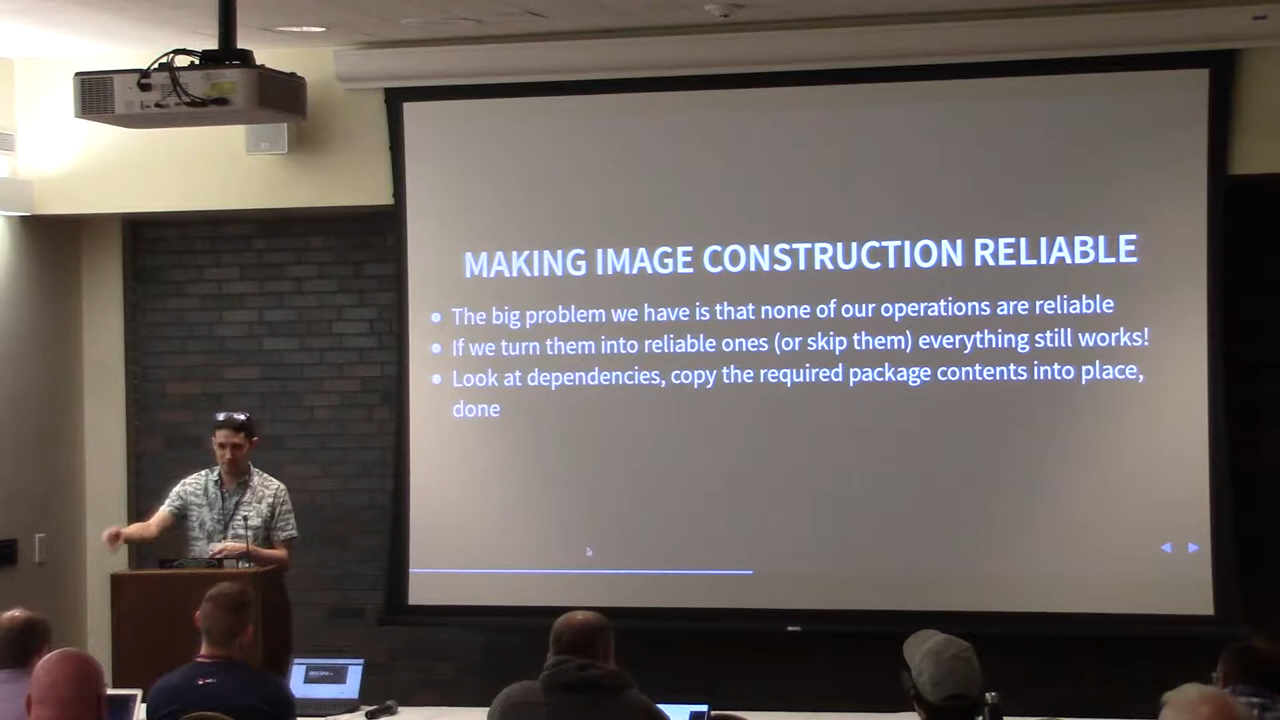 MAKING IMAGE CONSTRUCTION RELIABLE
The big problem we have is that none of our operations are reliable
If we turn them into reliable ones (or skip them) everything still works!
Look at dependencies, copy the required package contents into place,
done